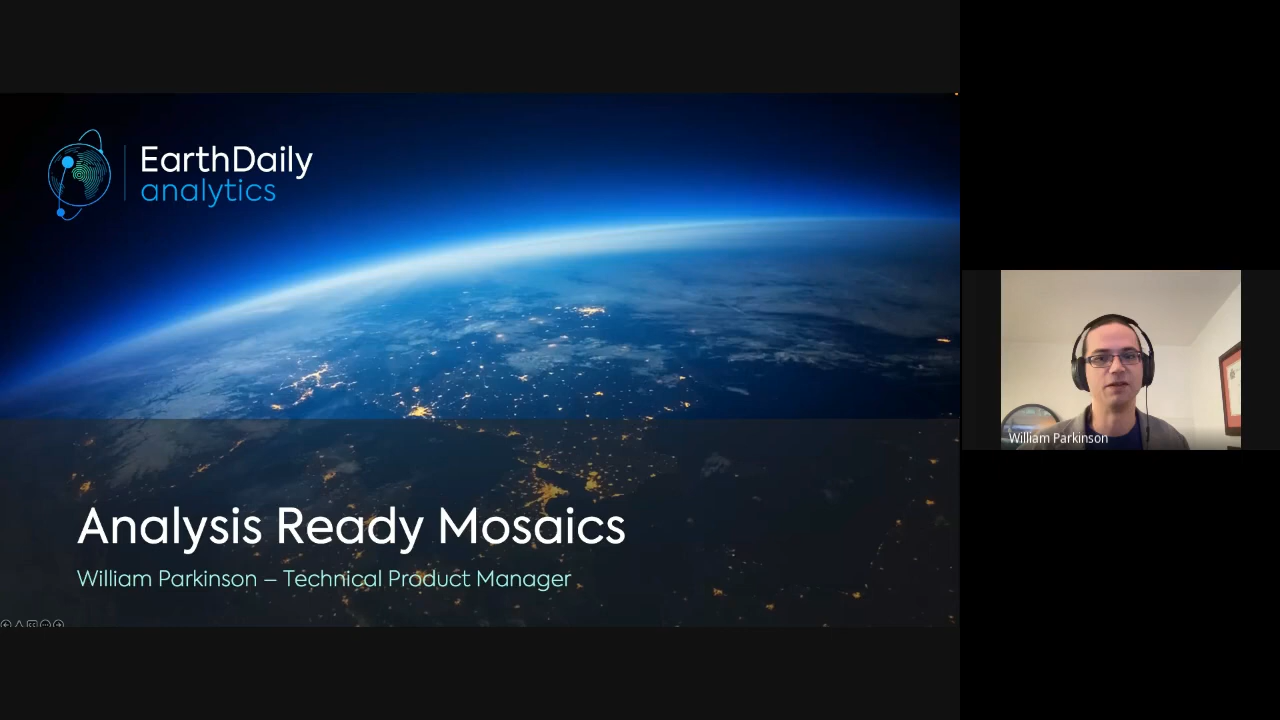 EarthDaily
analytics
Analysis Ready Mosaics
William Parkinson – Technical Product Manager
William Parkinson